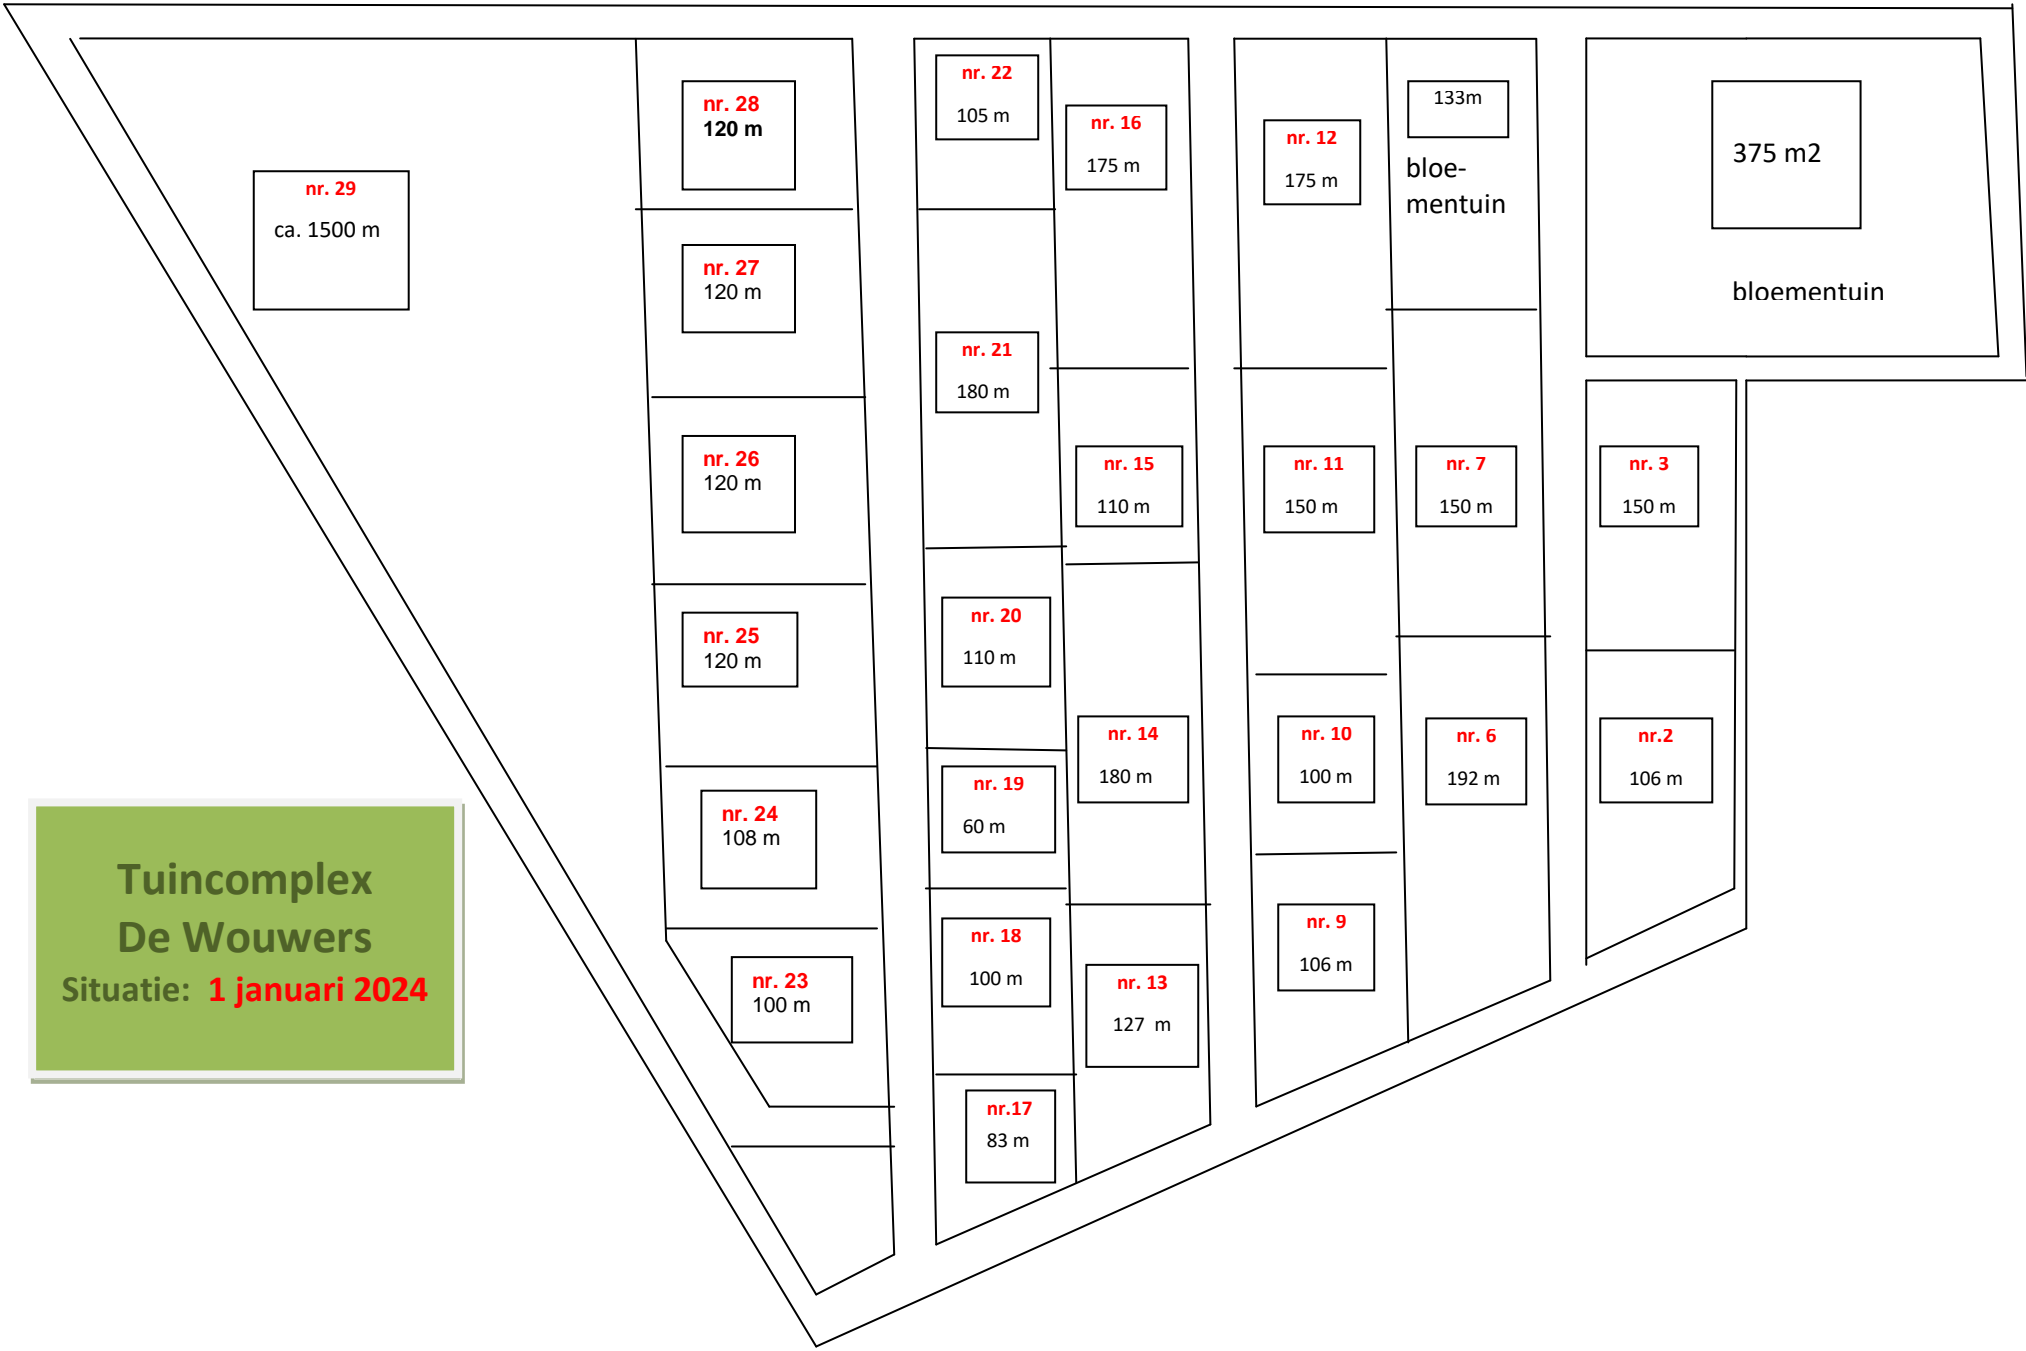 nr. 29
ca. 1500 m
nr. 28
120 m
nr. 27
120 m
nr. 26
120 m
nr. 25
120 m
nr. 24
108 m
nr. 23
100 m
nr. 22
105 m
nr. 21
180 m
nr. 20
110 m
nr. 19
60 m
nr. 18
100 m
nr.17
83 m
nr. 16
175 m
nr. 15
110 m
nr. 14
180 m
nr. 13
127 m
nr. 12
175 m
nr. 11
150 m
nr. 10
100 m
nr. 9
106 m
133m
bloe-
mentuin
nr. 7
150 m
nr. 6
192 m
375 m2
bloementuin
nr. 3
150 m
nr.2
106 m
Tuincomplex
De Wouwers
Situatie: 1 januari 2024